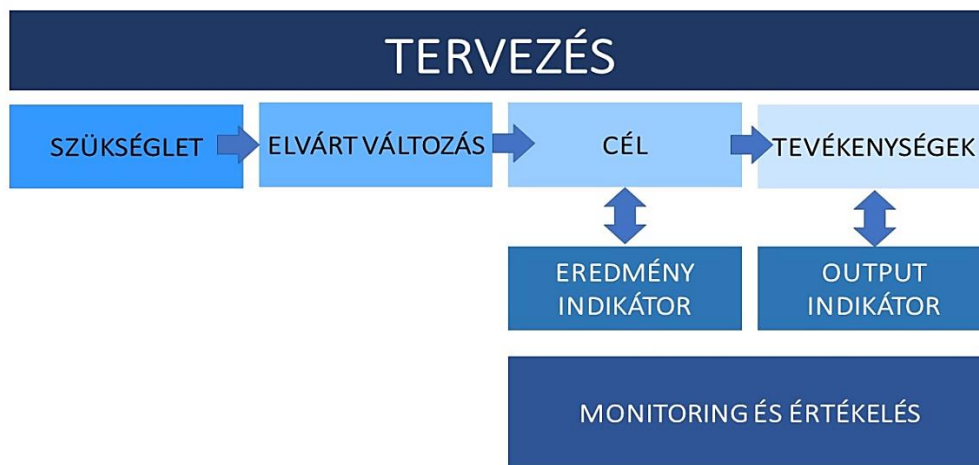 TERVEZÉS
SZÜKSÉGLET
ELVÁRT VÁLTOZÁS
CÉL
TEVÉKENYSÉGEK
EREDMÉNY
INDIKÁTOR
OUTPUT
INDIKÁTOR
MONITORING ÉS ÉRTÉKELÉS